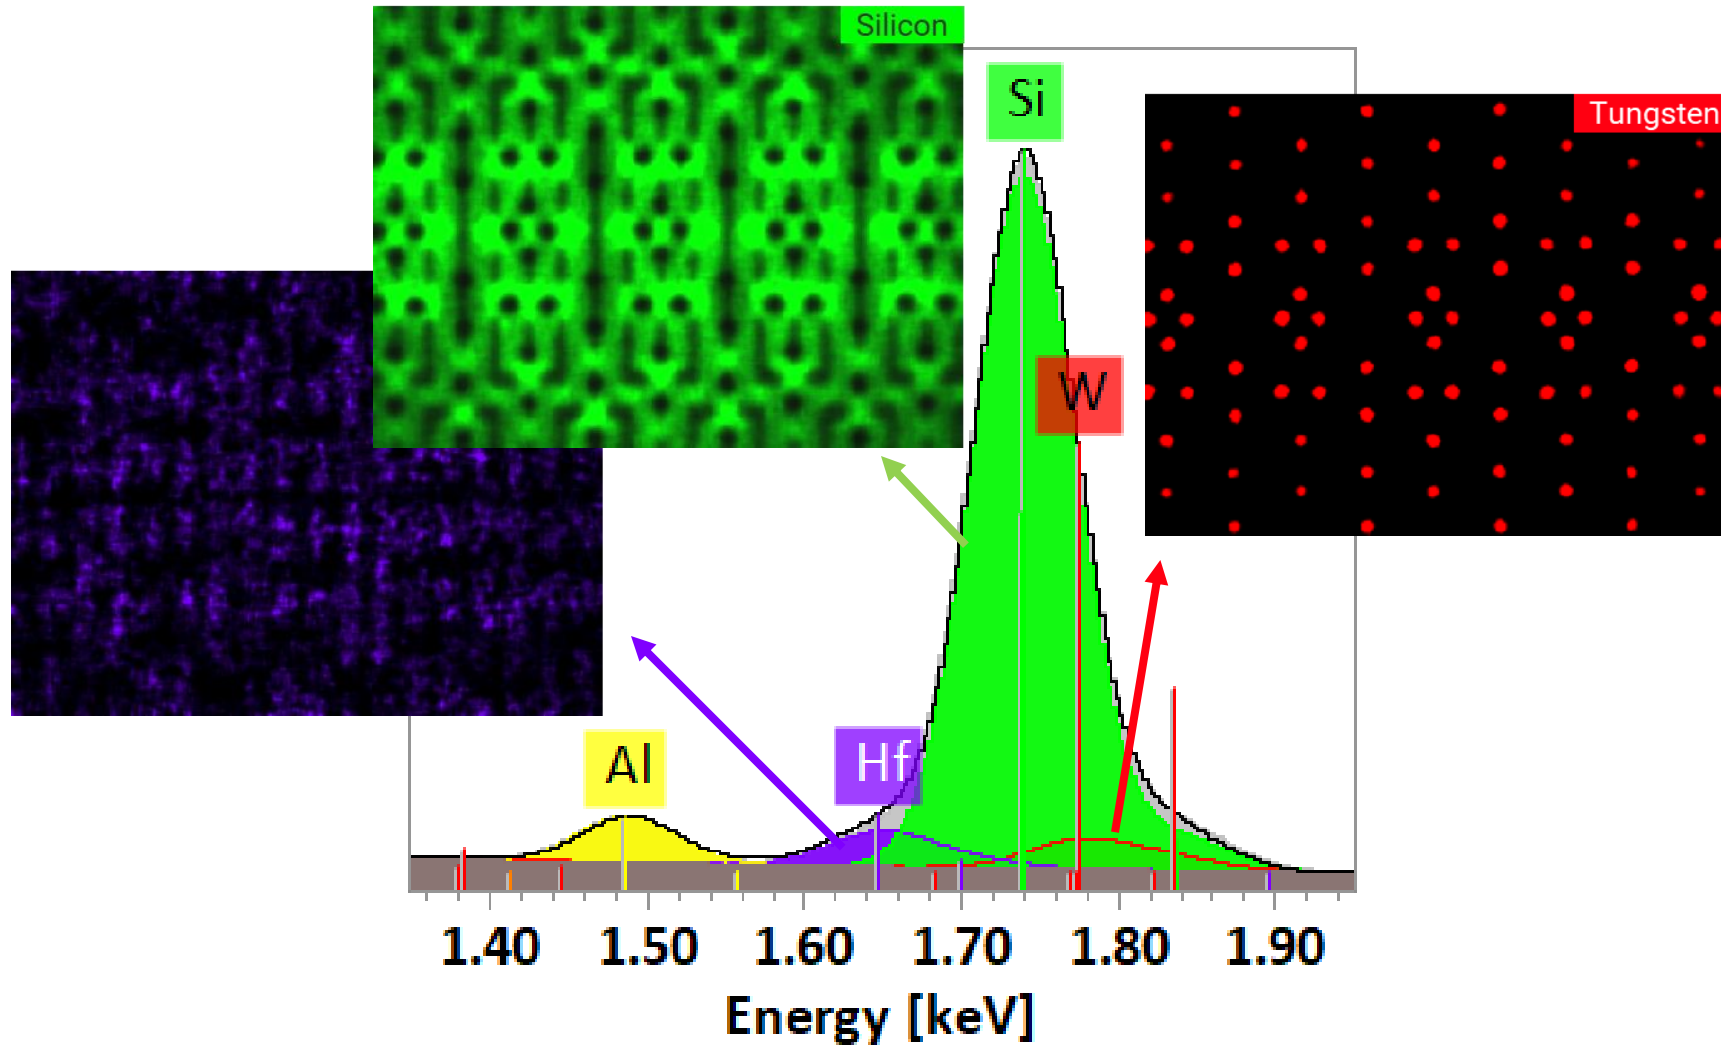 Silicon
Si
Tungsten
W
Al
Hf
1.40 1.50 1.60 1.70 1.80 1.90
Energy [keV]